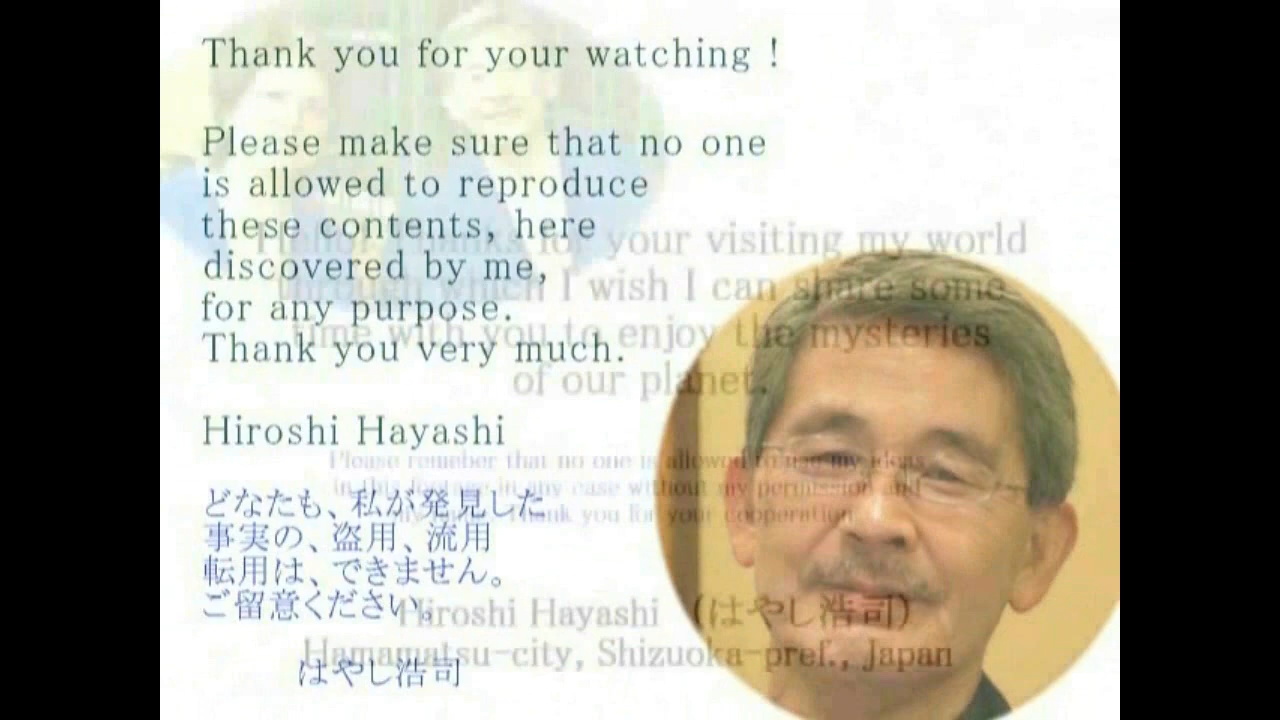 Thank you for your watching !
Please make sure that no one
is allowed to reproduce
these contents, here
discovered by me,
for any purpose.
Thank you very much.
Hiroshi Hayashi
どなたも、私が発見した
事実の、盗用、流用
転用は、できません。
ご留意ください。
はやし浩司
for your visiting my world
through which I wish I can share some
time with you to enjoy the mysteries
of our planet.
Please remeber that no one is allowed to use my ideas
in this footage in any case without my permission and
Thank you for your cooperation.
Hiroshi Hayashi （はやし浩司）
Hamamatsu-city, Shizuoka-pref., Japan